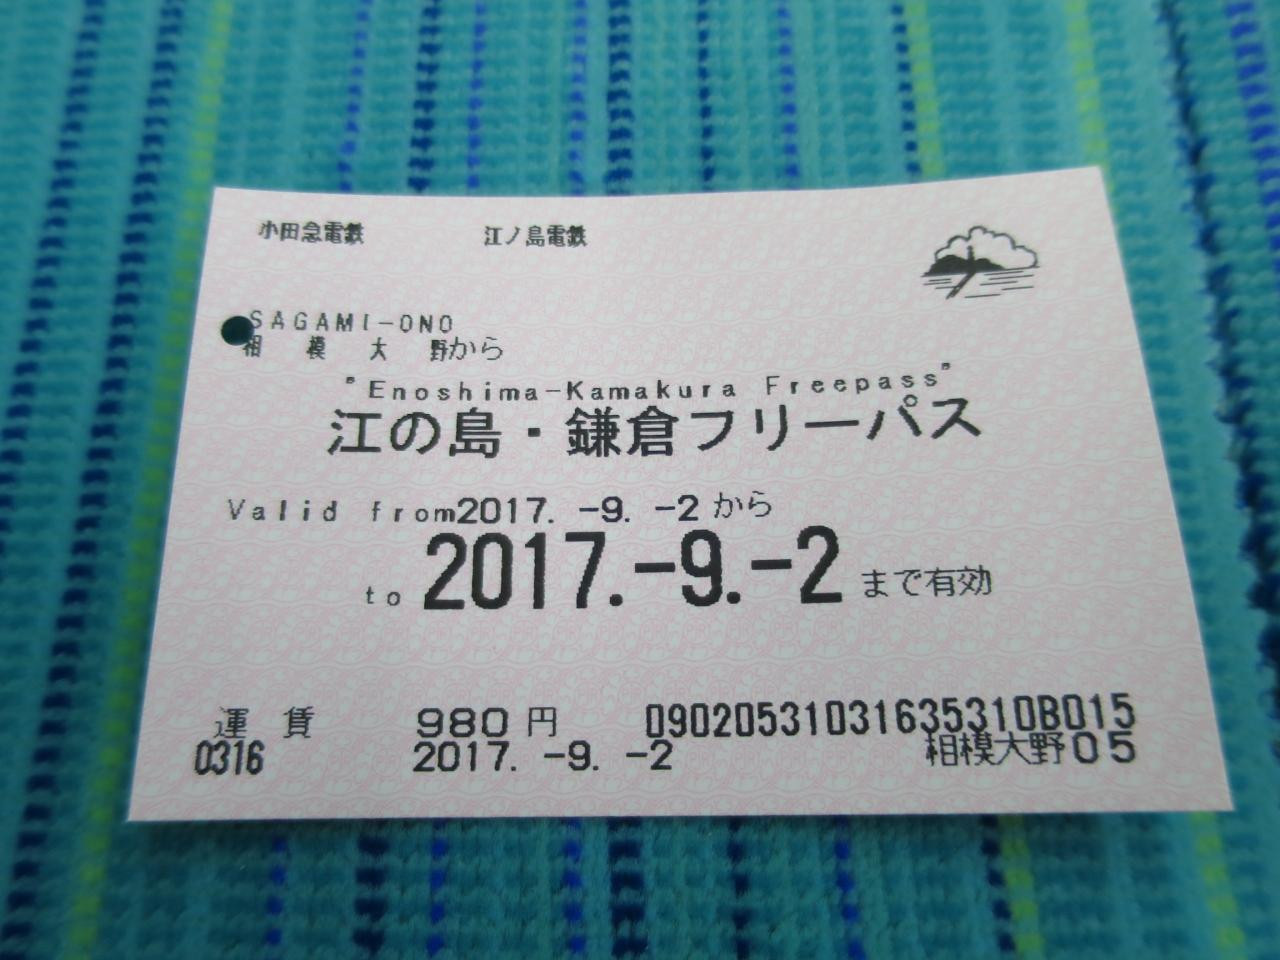 小田急電鉄 江ノ島電鉄
SAGAMI-ONO
相模大野から
"Enoshima-Kamakura Freepass"
江の島・鎌倉フリーパス
Valid from2017.-9.-2から
to 2017.-9.-2まで有効
運賃 980円 09020531031635310B015
0316 2017.-9.-2 相模大野05